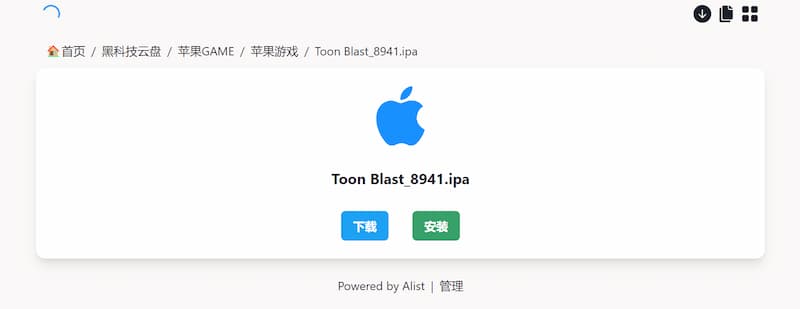 首页 / 黑科技云盘 / 苹果GAME / 苹果游戏 / Toon Blast_8941.ipa
Toon Blast_8941.ipa
下载 安装
Powered by Alist | 管理